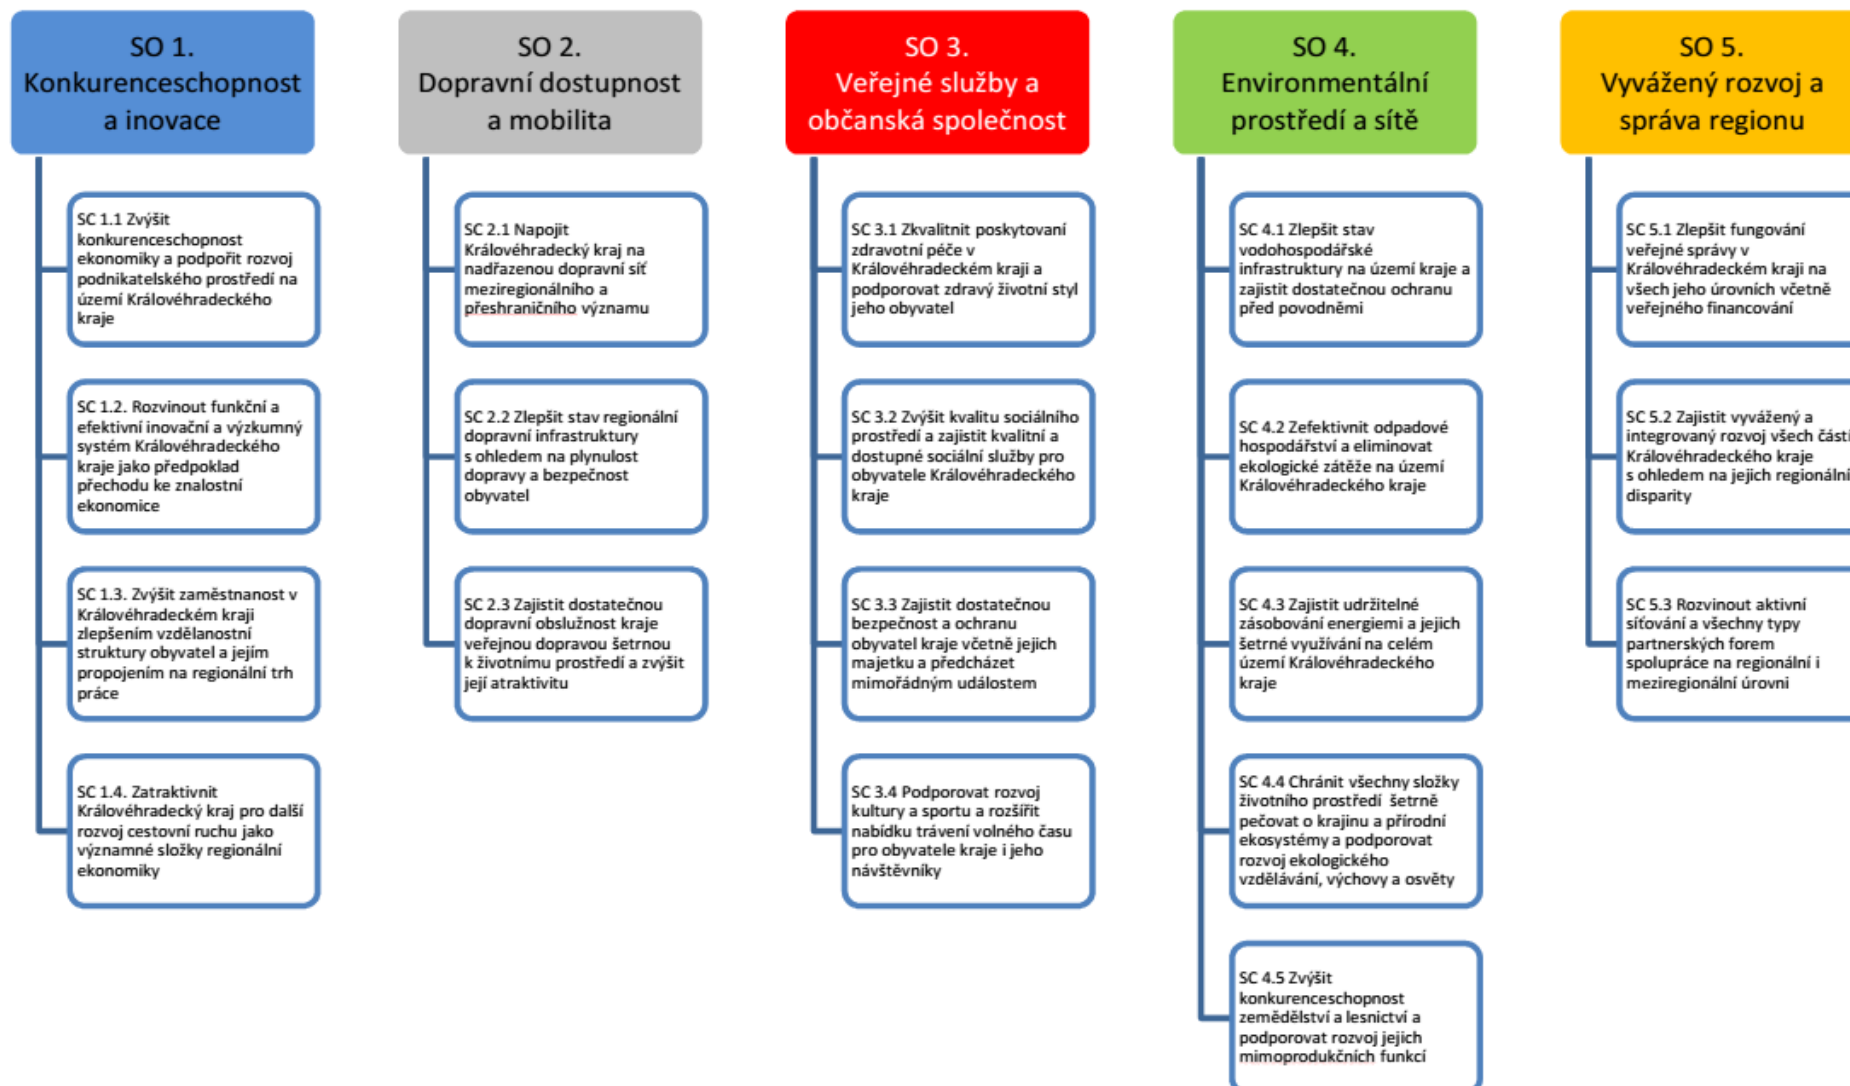 SO 1.
Konkurenceschopnost
a inovace
SC 1.1 Zvýšit
konkurenceschopnost
ekonomiky a podpořit rozvoj
podnikatelského prostředí na
území Královéhradeckého
kraje
SC 1.2. Rozvinout funkční a
efektivní inovační a výzkumný
systém Královéhradeckého
kraje jako předpoklad
přechodu ke znalostní
ekonomice
SC 1.3. Zvýšit zaměstnanost v
Královéhradeckém kraji
zlepšením vzdělanostní
struktury obyvatel a jejím
propojením na regionální trh
práce
SC 1.4. Zatraktivnit
Královéhradecký kraj pro další
rozvoj cestovní ruchu jako
významné složky regionální
ekonomiky
SO 2.
Dopravní dostupnost
a mobilita
SC 2.1 Napojit
Královéhradecký kraj na
nadřazenou dopravní síť
meziregionálního a
přeshraničního významu
SC 2.2 Zlepšit stav regionální
dopravní infrastruktury
s ohledem na plynulost
dopravy a bezpečnost
obyvatel
SC 2.3 Zajistit dostatečnou
dopravní obslužnost kraje
veřejnou dopravou šetrnou
k životnímu prostředí a zvýšit
její atraktivitu
SO 3.
Veřejné služby a
občanská společnost
SC 3.1 Zkvalitnit poskytovaní
zdravotní péče v
Královéhradeckém kraji a
podporovat zdravý životní styl
jeho obyvatel
SC 3.2 Zvýšit kvalitu sociálního
prostředí a zajistit kvalitní a
dostupné sociální služby pro
obyvatele Královéhradeckého
kraje
SC 3.3 Zajistit dostatečnou
bezpečnost a ochranu
obyvatel kraje včetně jejich
majetku a předcházet
mimořádným událostem
SC 3.4 Podporovat rozvoj
kultury a sportu a rozšířit
nabídku trávení volného času
pro obyvatele kraje i jeho
návštěvníky
SO 4.
Environmentální
prostředí a sítě
SC 4.1 Zlepšit stav
vodohospodářské
infrastruktury na území kraje a
zajistit dostatečnou ochranu
před povodněmi
SC 4.2 Zefektivnit odpadové
hospodářství a eliminovat
ekologické zátěže na území
Královéhradeckého kraje
SC 4.3 Zajistit udržitelné
zásobování energiemi a jejich
šetrné využívání na celém
území Královéhradeckého
kraje
SC 4.4 Chránit všechny složky
životního prostředí šetrně
pečovat o krajinu a přírodní
ekosystémy a podporovat
rozvoj ekologického
vzdělávání, výchovy a osvěty
SC 4.5 Zvýšit
konkurenceschopnost
zemědělství a lesnictví a
podporovat rozvoj jejich
mimoprodukčních funkcí
SO 5.
Vyvážený rozvoj a
správa regionu
SC 5.1 Zlepšit fungování
veřejné správy v
Královéhradeckém kraji na
všech jeho úrovních včetně
veřejného financování
SC 5.2 Zajistit vyvážený a
integrovaný rozvoj všech částí
Královéhradeckého kraje
s ohledem na jejich regionální
disparity
SC 5.3 Rozvinout aktivní
síťování a všechny typy
partnerských forem
spolupráce na regionální i
meziregionální úrovni